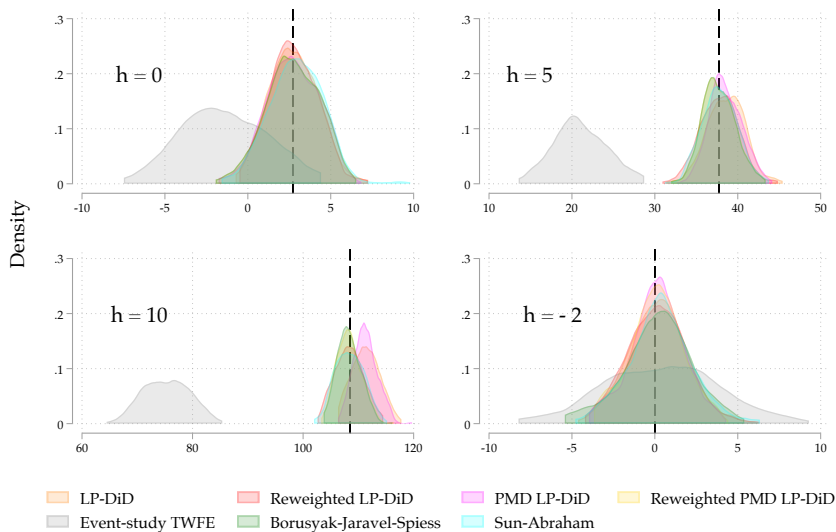 .3
.2
.1
0
-10
-5
0
5
10
h = 0
.3
.2
.1
0
10
20
30
40
50
h = 5
Density
.3
.2
.1
0
60
80
100
120
h = 10
.3
.2
.1
0
-10
-5
0
5
10
h = - 2
LP-DiD
Reweighted LP-DiD
PMD LP-DiD
Reweighted PMD LP-DiD
Event-study TWFE
Borusyak-Jaravel-Spiess
Sun-Abraham